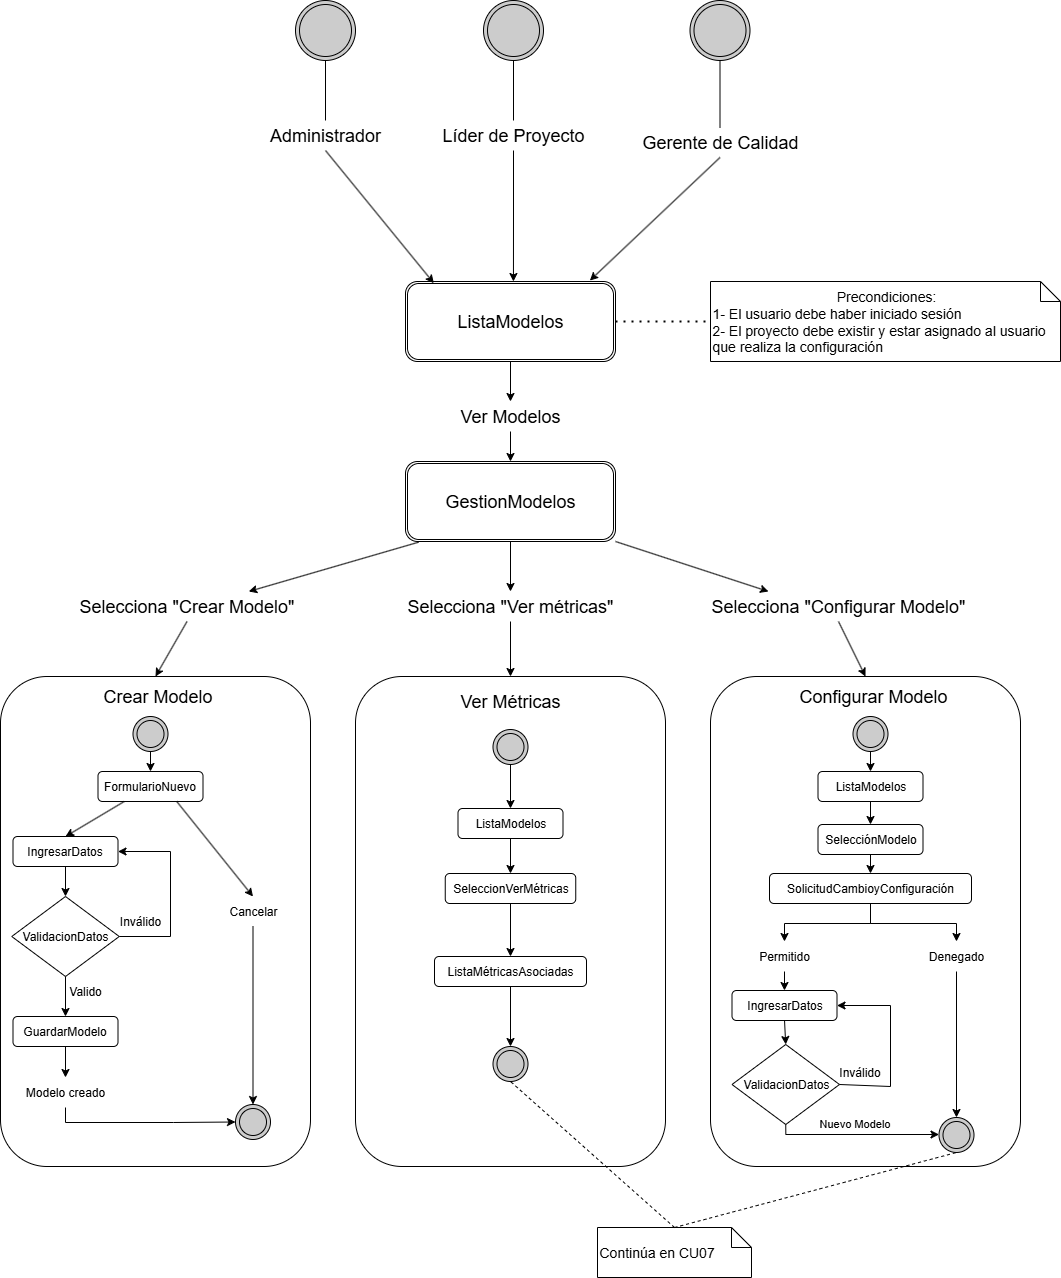 Administrador
Líder de Proyecto
Gerente de Calidad
ListaModelos
Precondiciones:
1- El usuario debe haber iniciado sesión
2- El proyecto debe existir y estar asignado al usuario
que realiza la configuración
Ver Modelos
GestionModelos
Selecciona "Crear Modelo"
Selecciona "Ver métricas"
Selecciona "Configurar Modelo"
Crear Modelo
FormularioNuevo
IngresarDatos
Cancelar
Inválido
ValidacionDatos
Valido
GuardarModelo
Modelo creado
Ver Métricas
ListaModelos
SeleccionVerMétricas
ListaMétricasAsociadas
Configurar Modelo
ListaModelos
SelecciónModelo
SolicitudCambioyConfiguración
Permitido
Denegado
IngresarDatos
Inválido
ValidacionDatos
Nuevo Modelo
Continúa en CU07